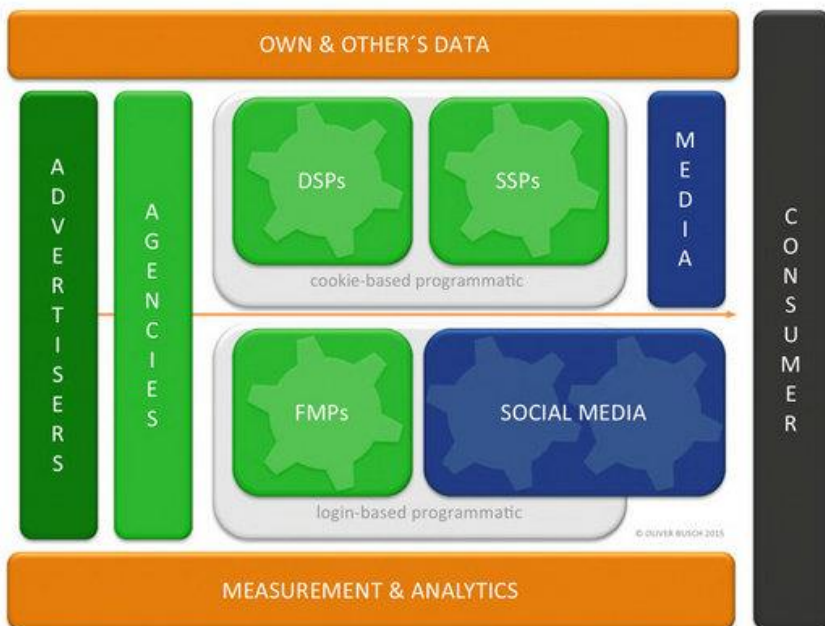 OWN & OTHER´S DATA
ADVERTISERS
AGENCIES
DSPs
SSPs
cookie-based programmatic
MEDIA
FMPs
SOCIAL MEDIA
login-based programmatic
© OLIVER BUSCH 2015
CONSUMER
MEASUREMENT & ANALYTICS